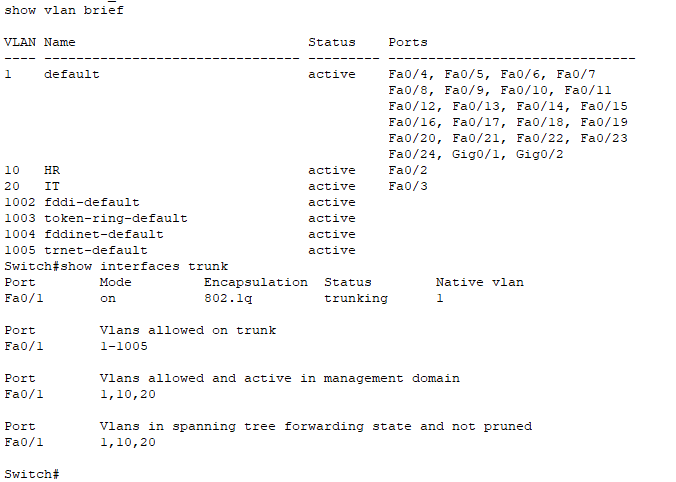 show vlan brief
VLAN Name                             Status    Ports
---- -------------------------------- --------- -------------------------------
1    default                          active    Fa0/4, Fa0/5, Fa0/6, Fa0/7
                                                Fa0/8, Fa0/9, Fa0/10, Fa0/11
                                                Fa0/12, Fa0/13, Fa0/14, Fa0/15
                                                Fa0/16, Fa0/17, Fa0/18, Fa0/19
                                                Fa0/20, Fa0/21, Fa0/22, Fa0/23
                                                Fa0/24, Gig0/1, Gig0/2
10   HR                               active    Fa0/2
20   IT                               active    Fa0/3
1002 fddi-default                     active
1003 token-ring-default               active
1004 fddinet-default                  active
1005 trnet-default                    active
Switch#show interfaces trunk
Port        Mode         Encapsulation  Status        Native vlan
Fa0/1       on           802.1q         trunking      1
Port        Vlans allowed on trunk
Fa0/1       1-1005
Port        Vlans allowed and active in management domain
Fa0/1       1,10,20
Port        Vlans in spanning tree forwarding state and not pruned
Fa0/1       1,10,20
Switch#